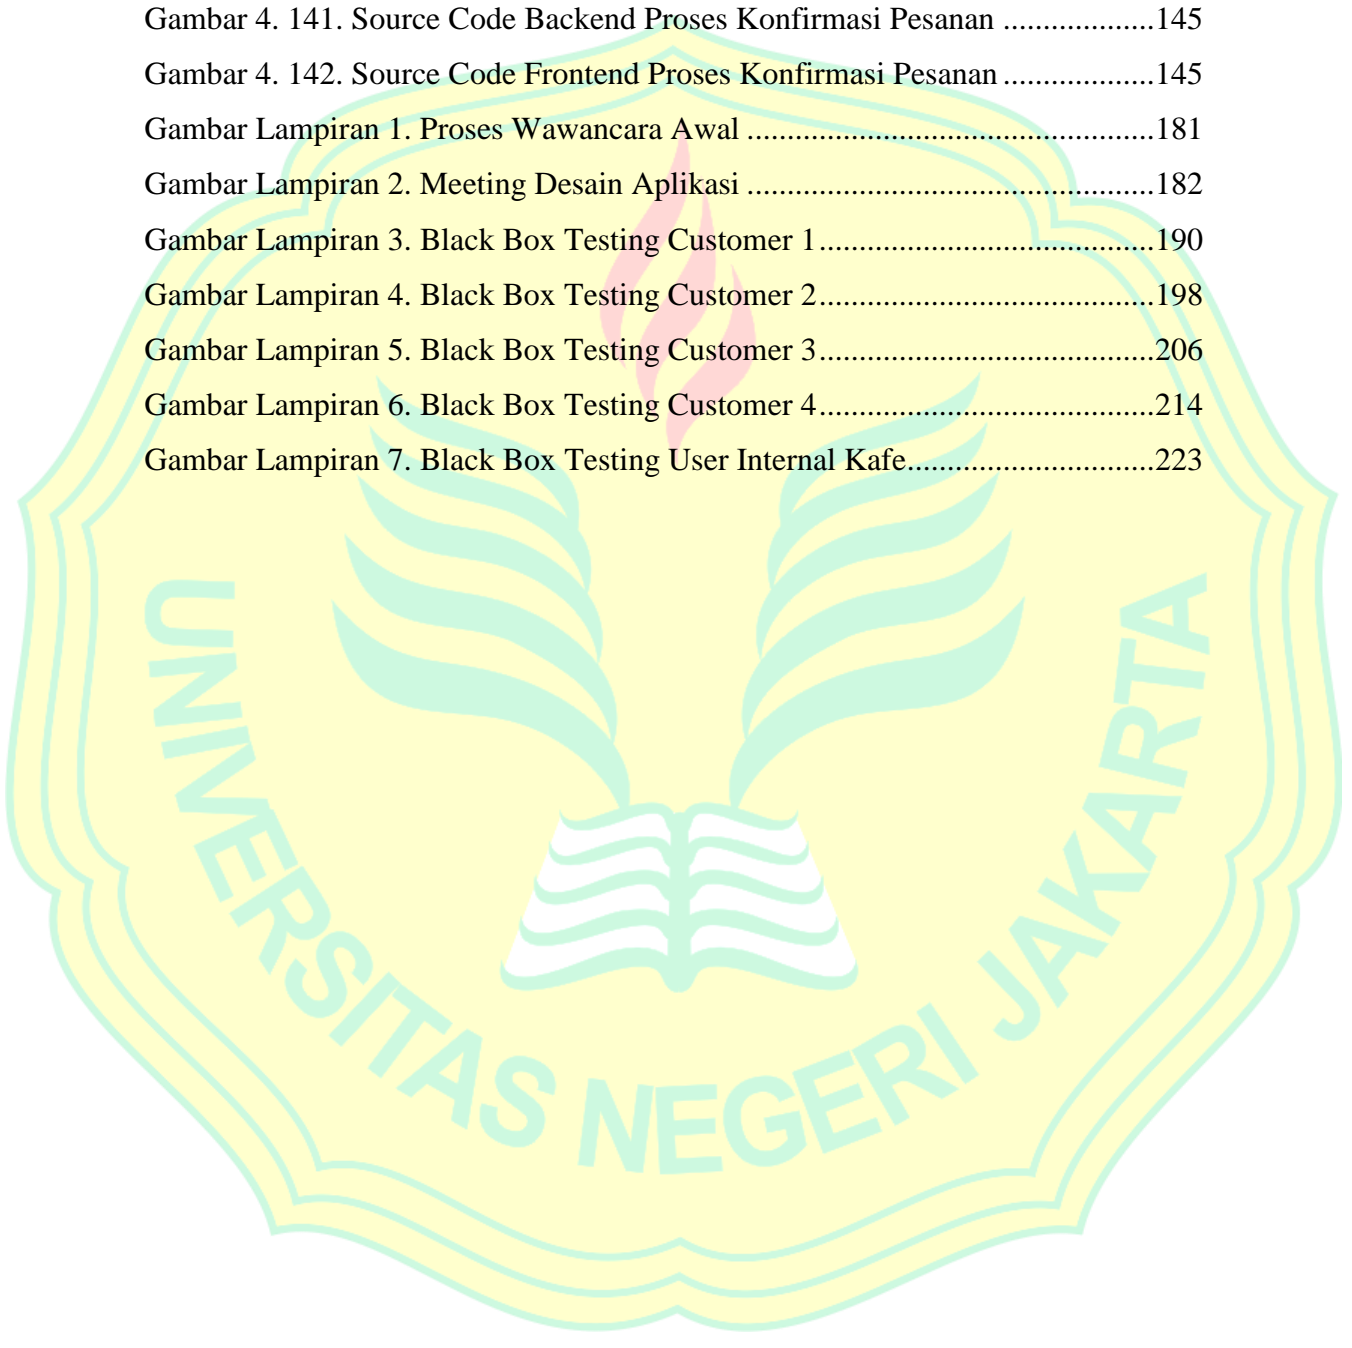 Gambar 4. 141. Source Code Backend Proses Konfirmasi Pesanan ...................145
Gambar 4. 142. Source Code Frontend Proses Konfirmasi Pesanan ...................145
Gambar Lampiran 1. Proses Wawancara Awal ...................................................181
Gambar Lampiran 2. Meeting Desain Aplikasi ...................................................182
Gambar Lampiran 3. Black Box Testing Customer 1..........................................190
Gambar Lampiran 4. Black Box Testing Customer 2..........................................198
Gambar Lampiran 5. Black Box Testing Customer 3..........................................206
Gambar Lampiran 6. Black Box Testing Customer 4..........................................214
Gambar Lampiran 7. Black Box Testing User Internal Kafe...............................223
UNIVERSITAS NEGERI JAKARTA